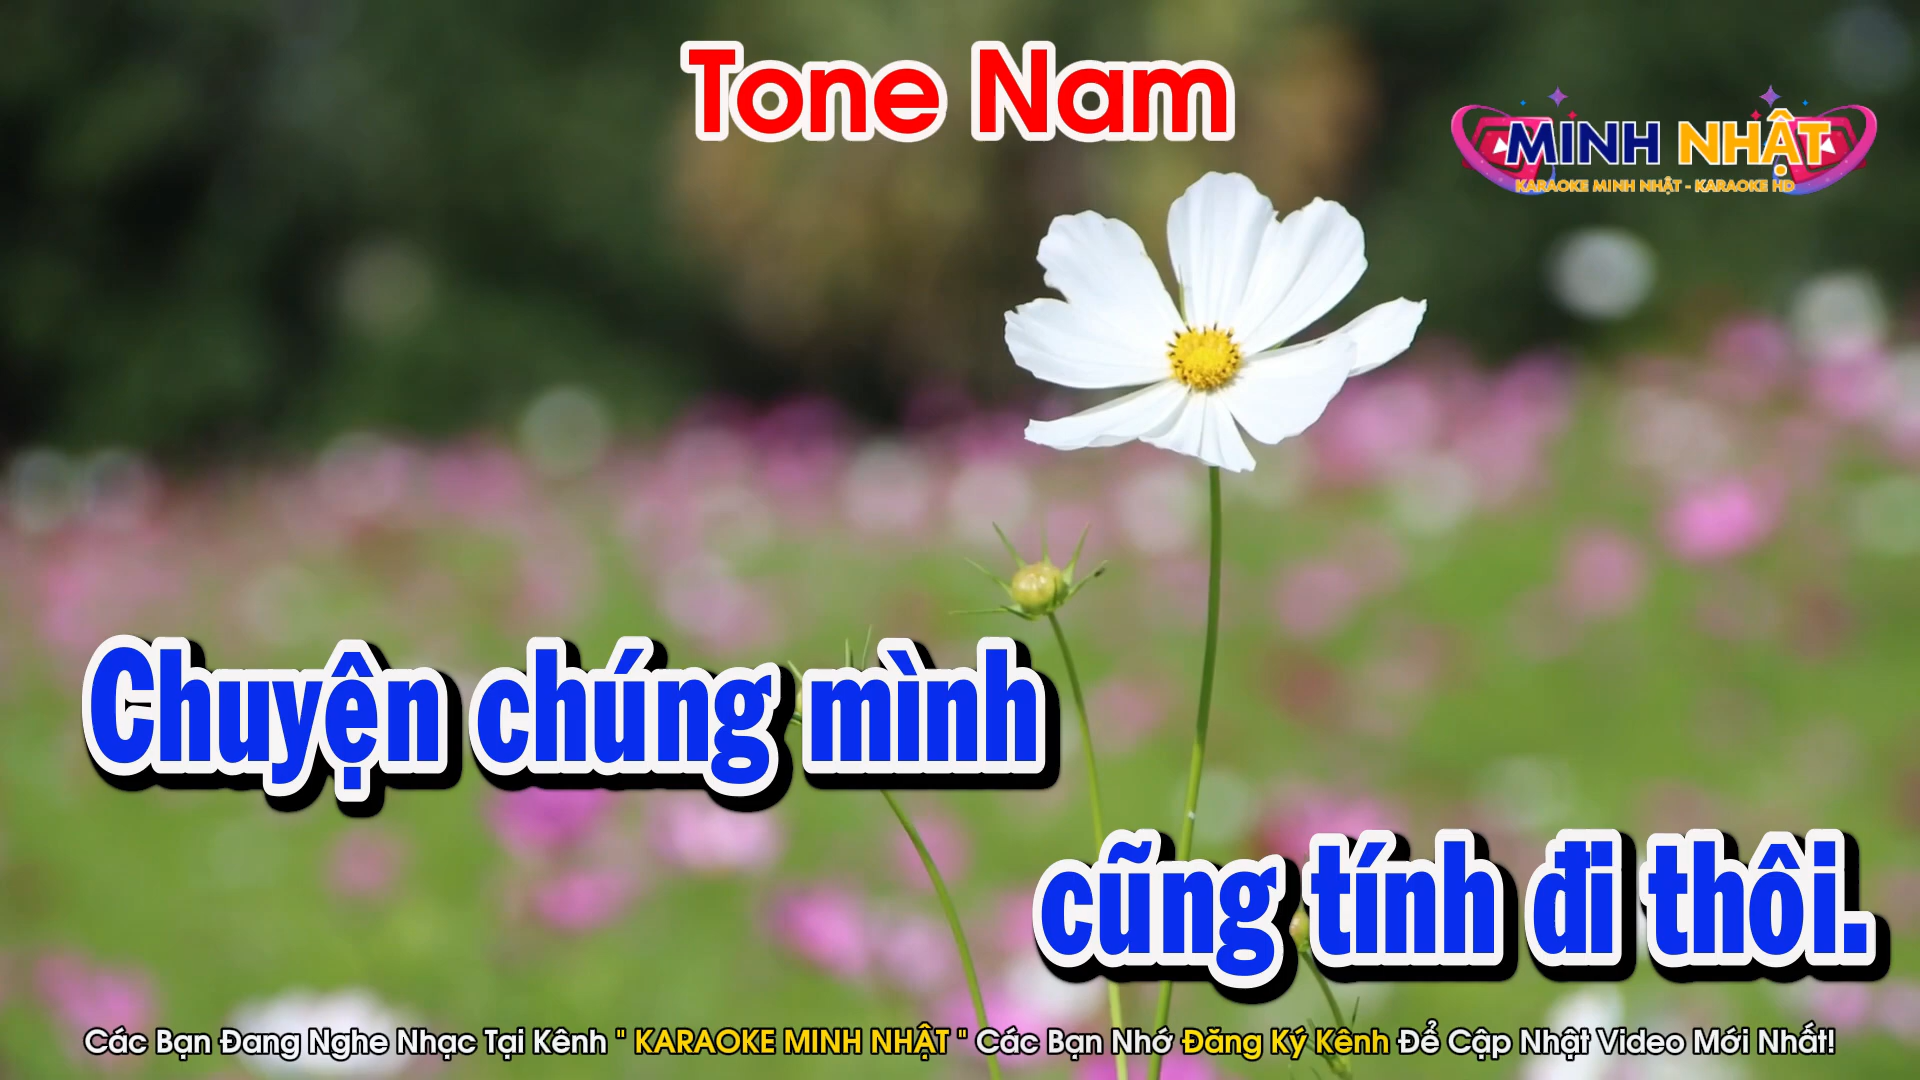 Tone Nam
MINH NHẬT
KARAOKE MINH NHẬT - KARAOKE HD
Chuyện chúng mình
cũng tính đi thôi.
Các Bạn Đang Nghe Nhạc Tại Kênh " KARAOKE MINH NHẬT " Các Bạn Nhớ Đăng Ký Kênh Để Cập Nhật Video Mới Nhất!